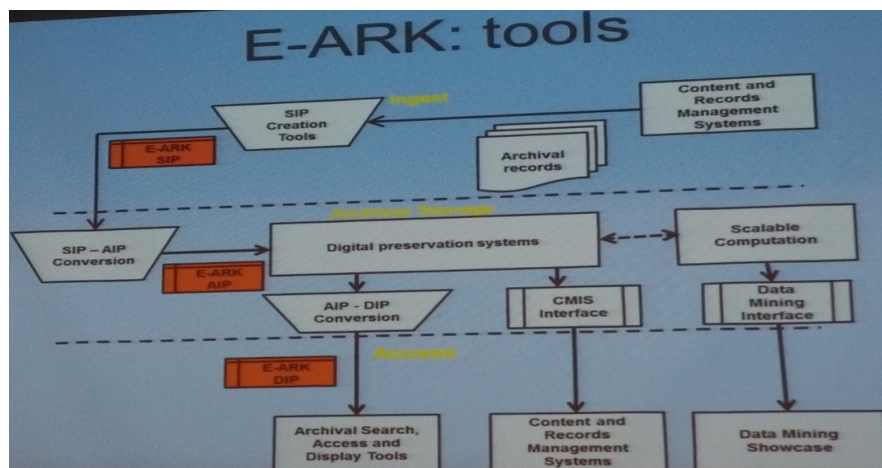 E-ARK: tools
Ingest
Content and
Records
Management
Systems
SIP
Creation
Tools
E-ARK
SIP
Archival
records
Archival Storage
SIP – AIP
Conversion
E-ARK
AIP
Digital preservation systems
Scalable
Computation
AIP - DIP
Conversion
CMIS
Interface
Data
Mining
Interface
Access
E-ARK
DIP
Archival Search,
Access and
Display Tools
Content and
Records
Management
Systems
Data Mining
Showcase